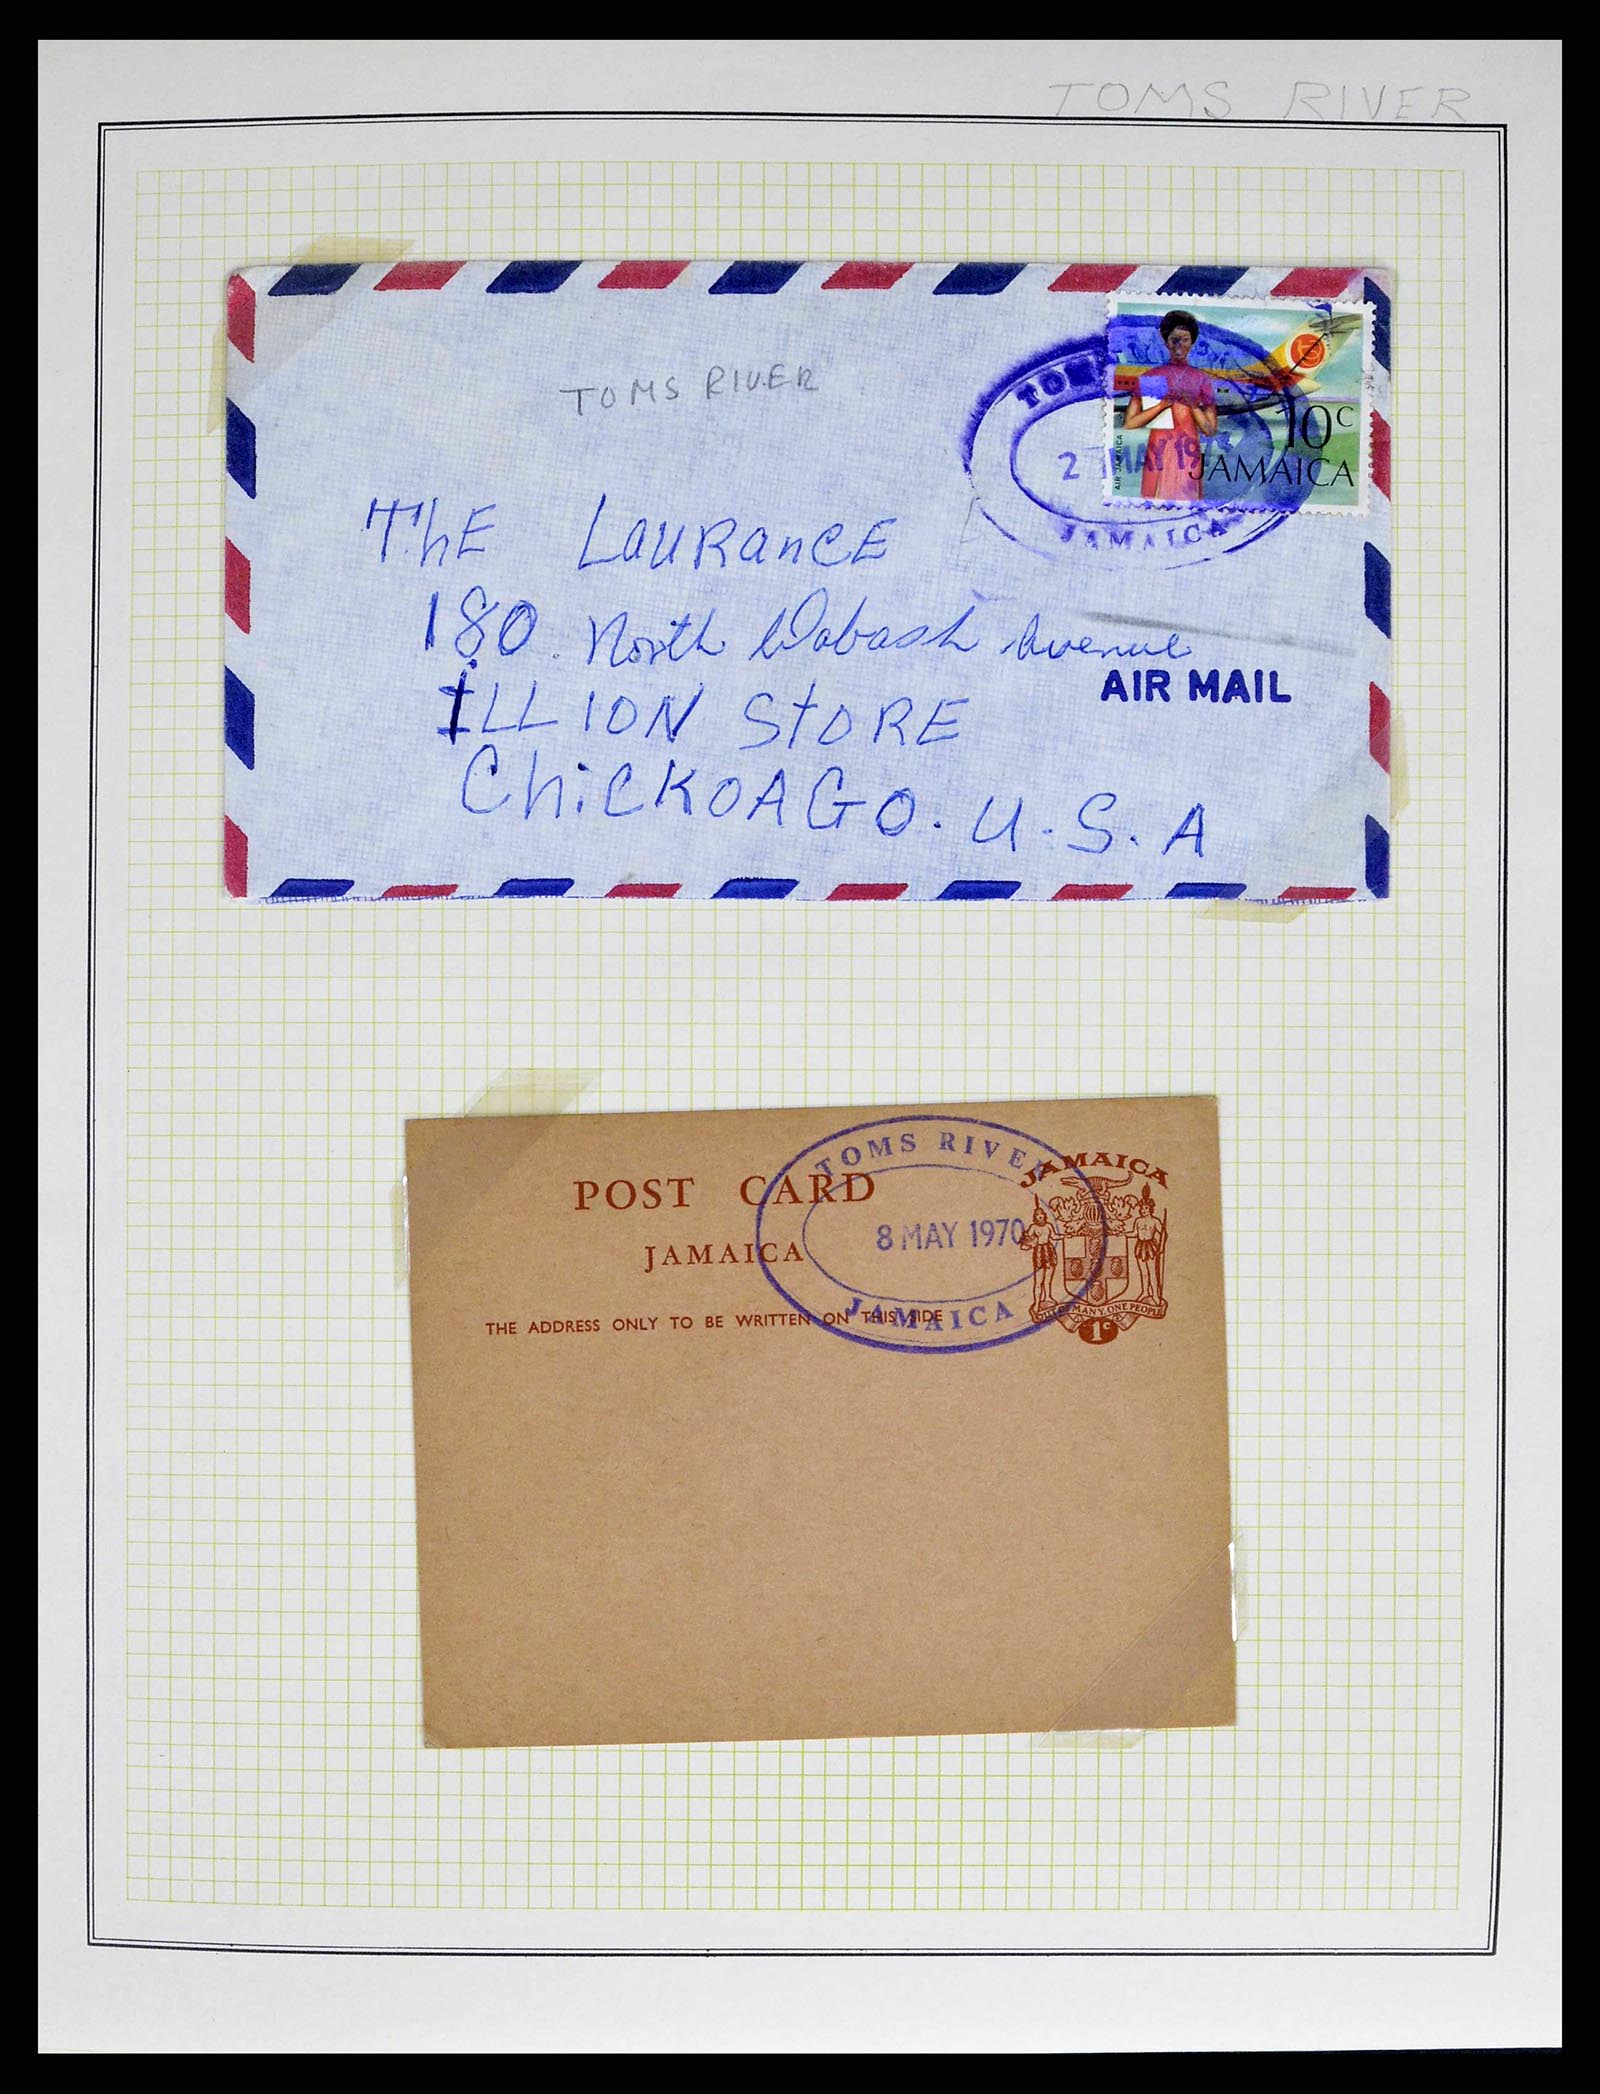 TOMS RIVER
TOMS RIVER
AIR JAMAICA
10c
JAMAICA
MAY 19
JAMAICA
ThE LaURanCE
180 North Wabash Avenue
AIR MAIL
ILLION StORE
ChiCKOAGO. U.S.A
TOMS RIVER
JAMAICA
POST CARD
8 MAY 1970
JAMAICA
OUT OF MANY, ONE PEOPLE
JAMAICA
THE ADDRESS ONLY TO BE WRITTEN ON THIS SIDE
1c